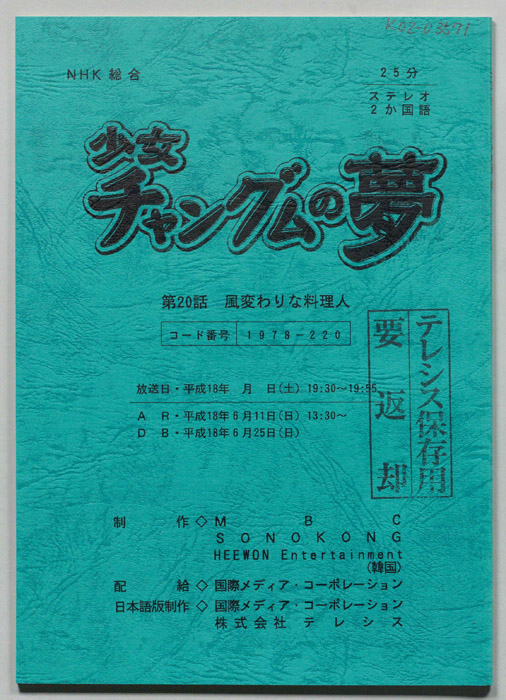 K02-03571
NHK総合
25分
ステレオ
2か国語
少女
チャングムの夢
第20話 風変わりな料理人
コード番号 1978-220
放送日・平成18年 月 日(土) 19:30~19:55
A R・平成18年6月11日(日) 13:30~
D B・平成18年6月25日(日)
テレシス保存用
要返却
制作◇MBC
SONOKONG
HEEWON Entertainment
(韓国)
配給◇国際メディア・コーポレーション
日本語版制作◇国際メディア・コーポレーション
株式会社 テレシス